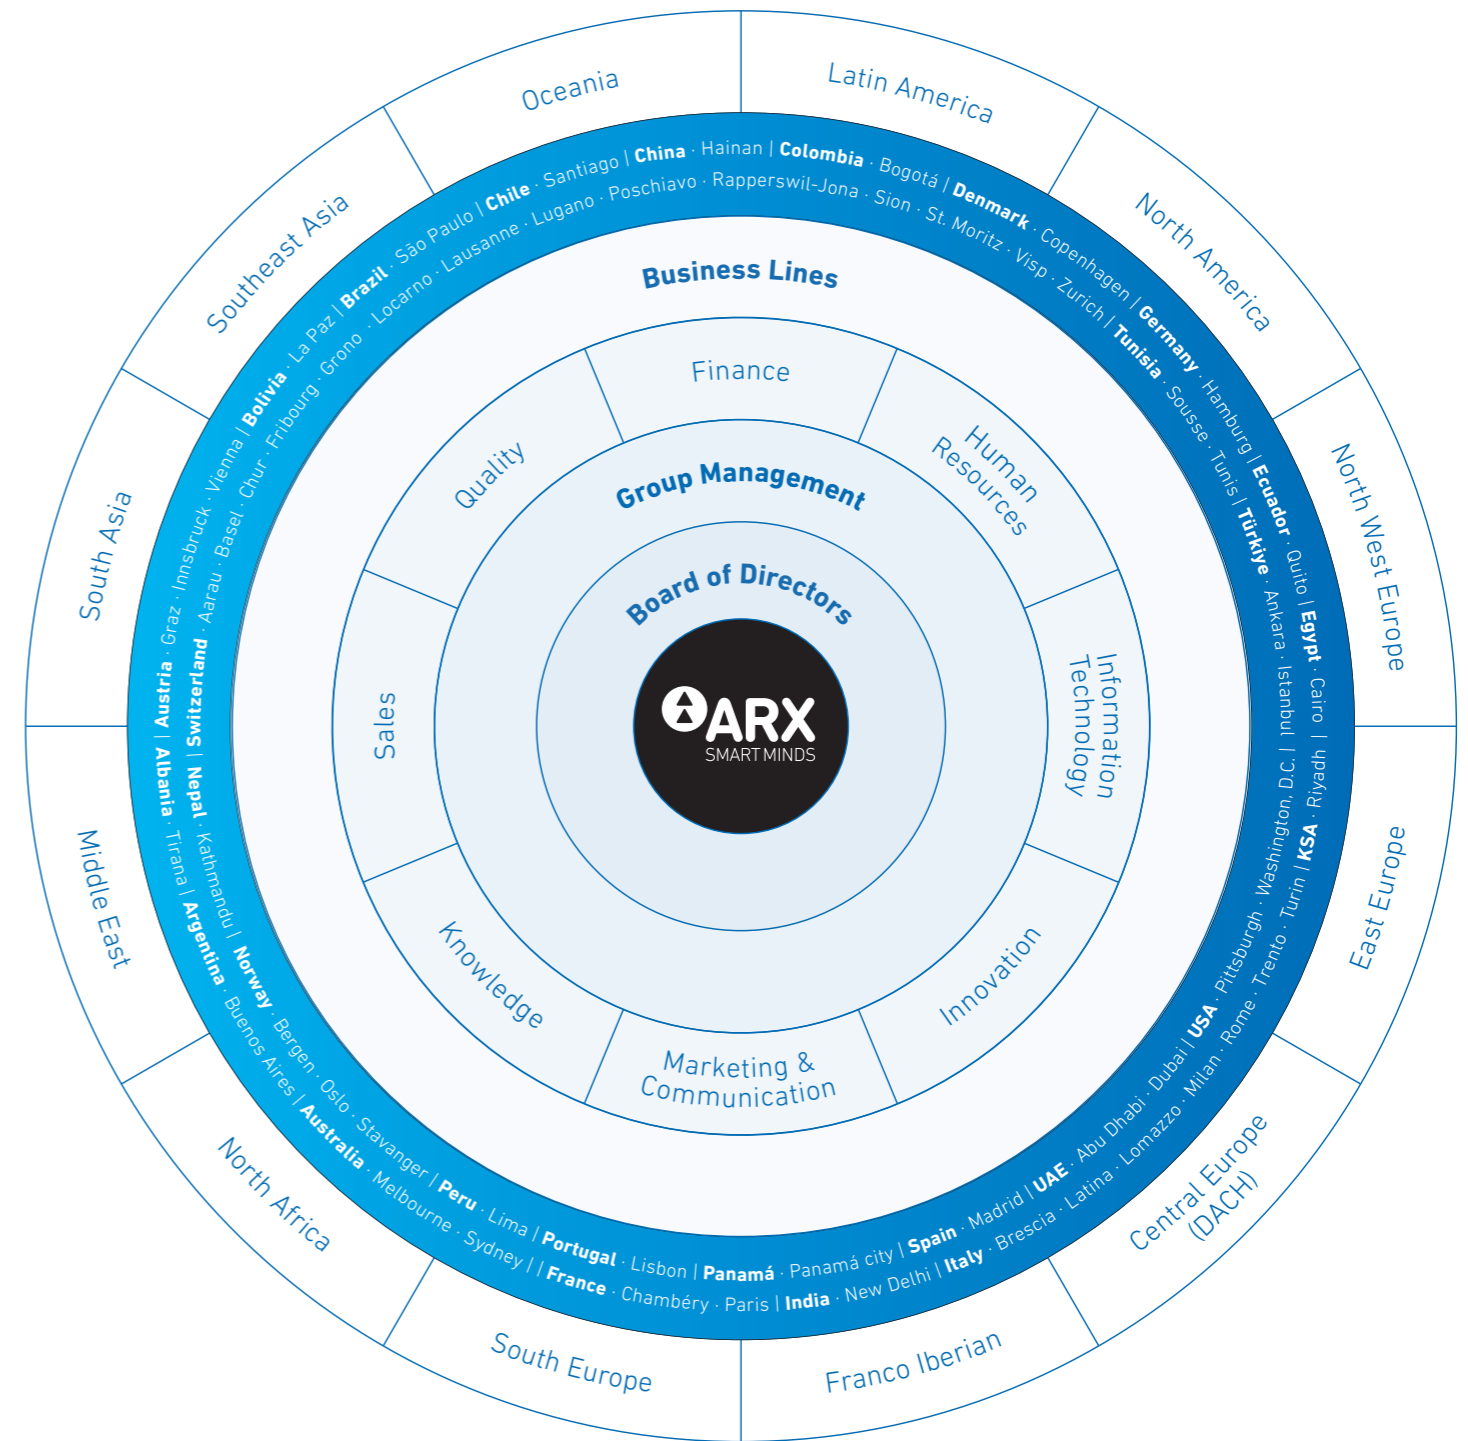 Oceania
Latin America
North America
North West Europe
East Europe
Central Europe
(DACH)
Franco Iberian
South Europe
North Africa
Middle East
South Asia
Southeast Asia
Albania · Tirana | Argentina · Buenos Aires | Australia · Melbourne · Sydney | | France · Chambéry · Paris | India · New Delhi | Italy · Brescia · Latina · Lomazzo · Milan · Rome · Trento · Turin | KSA · Riyadh |
Austria · Graz · Innsbruck · Vienna | Bolivia · La Paz | Brazil · São Paulo | Chile · Santiago | China · Hainan | Colombia · Bogotá | Denmark · Copenhagen | Germany · Hamburg | Ecuador · Quito | Egypt · Cairo |
Nepal · Kathmandu | Norway · Bergen · Oslo · Stavanger | Peru · Lima | Portugal · Lisbon | Panamá · Panamá city | Spain · Madrid | UAE · Abu Dhabi · Dubai | USA · Pittsburgh · Washington, D.C. |
Switzerland · Aarau · Basel · Chur · Fribourg · Grono · Locarno · Lausanne · Lugano · Poschiavo · Rapperswil-Jona · Sion · St. Moritz · Visp · Zurich | Tunisia · Sousse · Tunis | Türkiye · Ankara · Istanbul |
Business Lines
Finance
Human
Resources
Information
Technology
Innovation
Marketing &
Communication
Knowledge
Sales
Quality
Group Management
Board of Directors
ARX
SMART MINDS